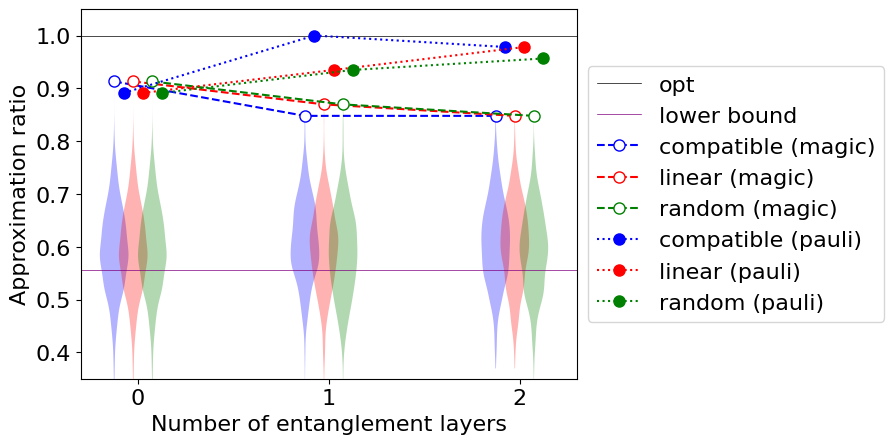 1.0
0.9
0.8
0.7
0.6
0.5
0.4
Approximation ratio
0 1 2
Number of entanglement layers
opt
lower bound
compatible (magic)
linear (magic)
random (magic)
compatible (pauli)
linear (pauli)
random (pauli)